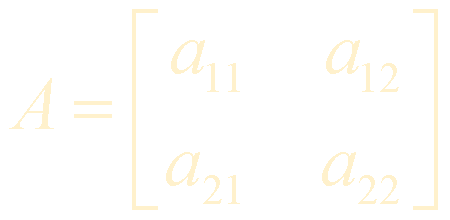 A = [ a₁₁ a₁₂
a₂₁ a₂₂ ]